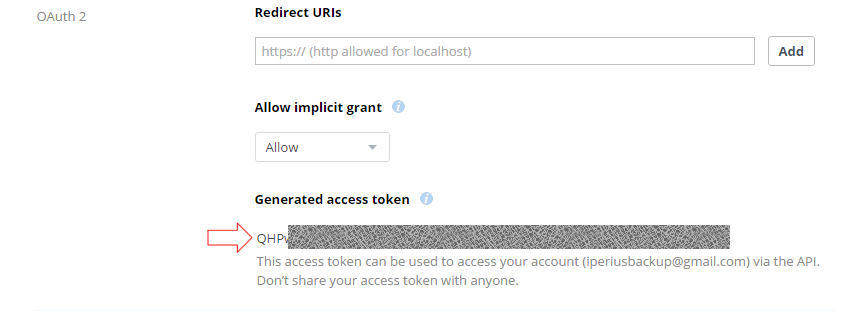 OAuth 2
Redirect URIs
https:// (http allowed for localhost)
Add
Allow implicit grant
i
Allow
Generated access token
i
QHPv
This access token can be used to access your account (iperiusbackup@gmail.com) via the API.
Don't share your access token with anyone.